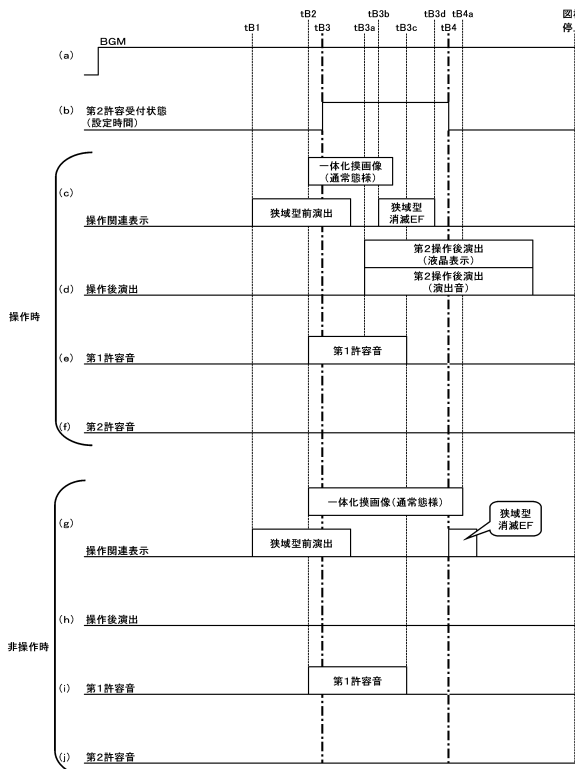 tB2 tB3b tB3d tB4a 図
tB1 tB3 tB3a tB3c tB4 停
(a) BGM
(b) 第2許容受付状態
(設定時間)
一体化摸画像
(通常態様)
(c)
狭域型前演出
狭域型
消滅EF
操作関連表示
第2操作後演出
(液晶表示)
第2操作後演出
(演出音)
(d) 操作後演出
操作時
第1許容音
(e) 第1許容音
(f) 第2許容音
一体化摸画像(通常態様)
狭域型
消滅EF
(g)
狭域型前演出
操作関連表示
(h) 操作後演出
非操作時
第1許容音
(i) 第1許容音
(j) 第2許容音